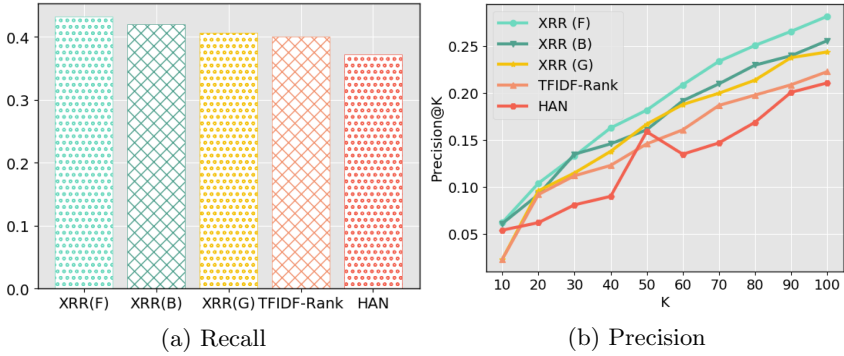 0.4
0.3
0.2
0.1
0.0
XRR(F) XRR(B) XRR(G) TFIDF-Rank HAN
(a) Recall
Precision@K
0.25
0.20
0.15
0.10
0.05
XRR (F)
XRR (B)
XRR (G)
TFIDF-Rank
HAN
10 20 30 40 50 60 70 80 90 100
K
(b) Precision